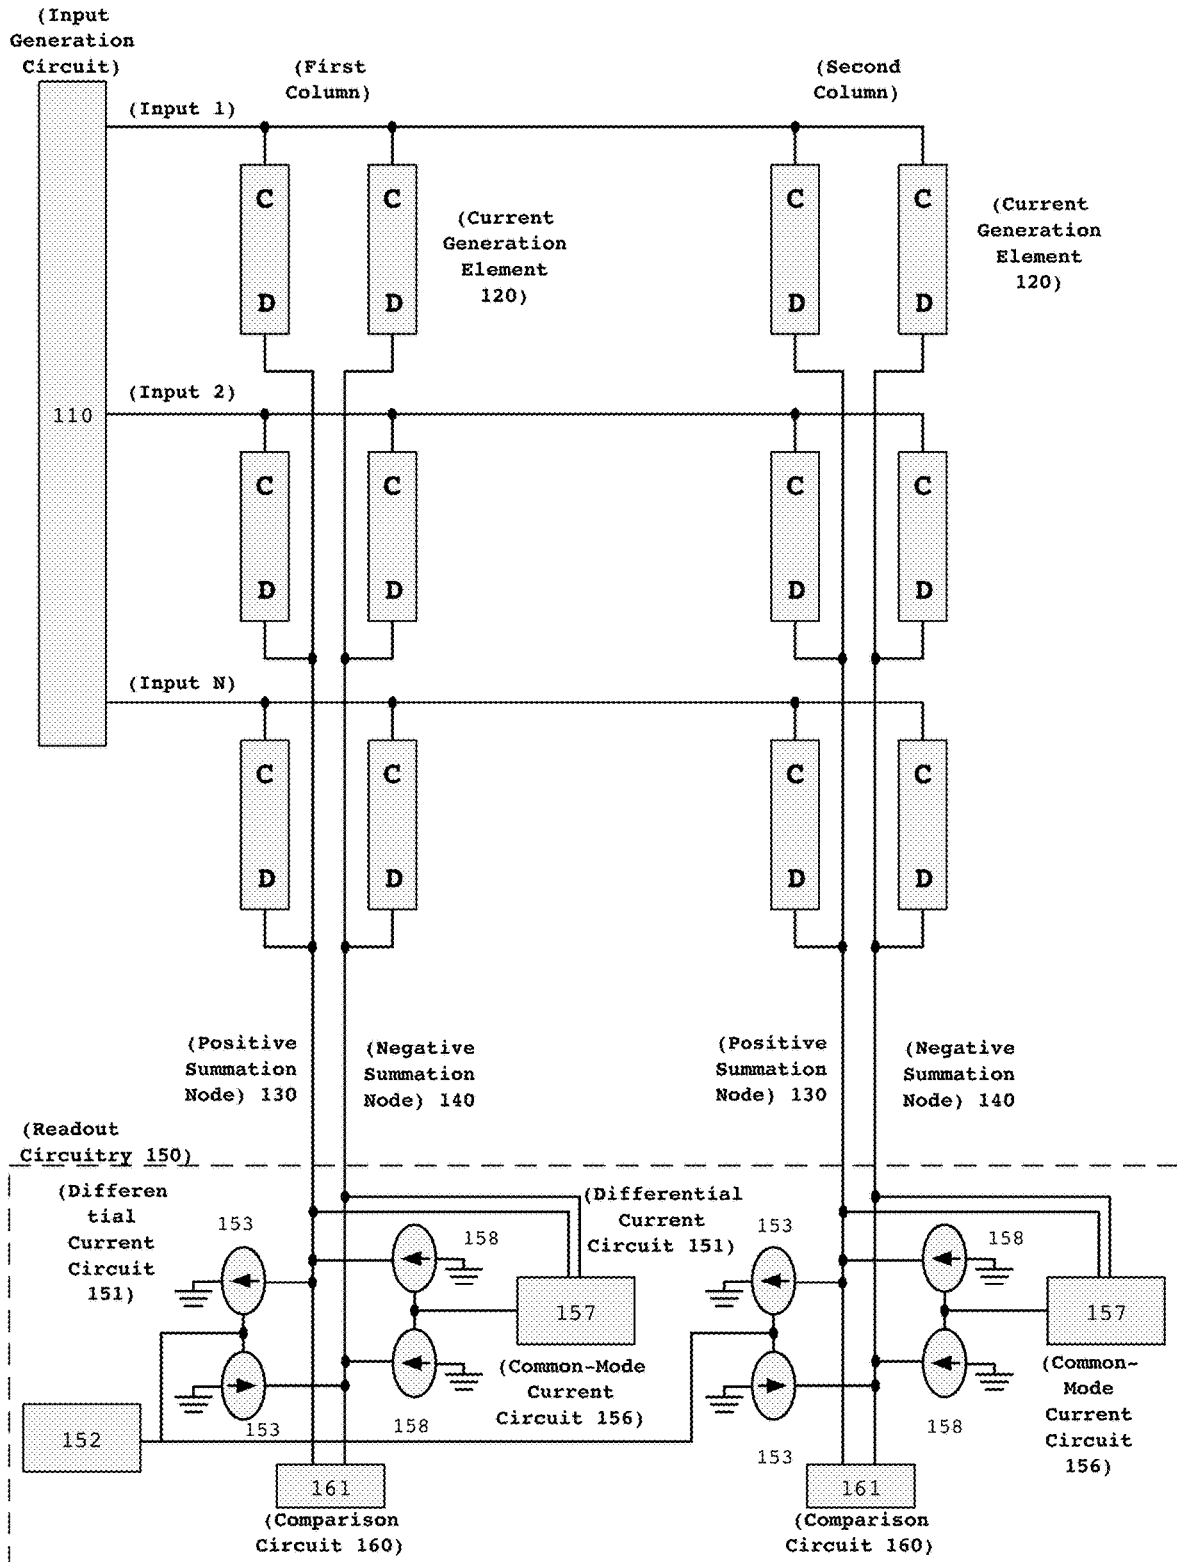 (Input
Generation
Circuit)
(First
Column)
(Second
Column)
(Input 1)
C
C
C
C
(Current
Generation
Element
120)
(Current
Generation
Element
120)
D
D
D
D
(Input 2)
110
C
C
C
C
D
D
D
D
(Input N)
C
C
C
C
D
D
D
D
(Positive
Summation
Node) 130
(Negative
Summation
Node) 140
(Positive
Summation
Node) 130
(Negative
Summation
Node) 140
(Readout
Circuitry 150)
(Differen
tial
Current
Circuit
151)
153
158
(Differential
Current
Circuit 151)
153
158
157
157
(Common-Mode
Current
Circuit 156)
(Common-
Mode
Current
Circuit
156)
152
153
158
153
158
161
161
(Comparison
Circuit 160)
(Comparison
Circuit 160)